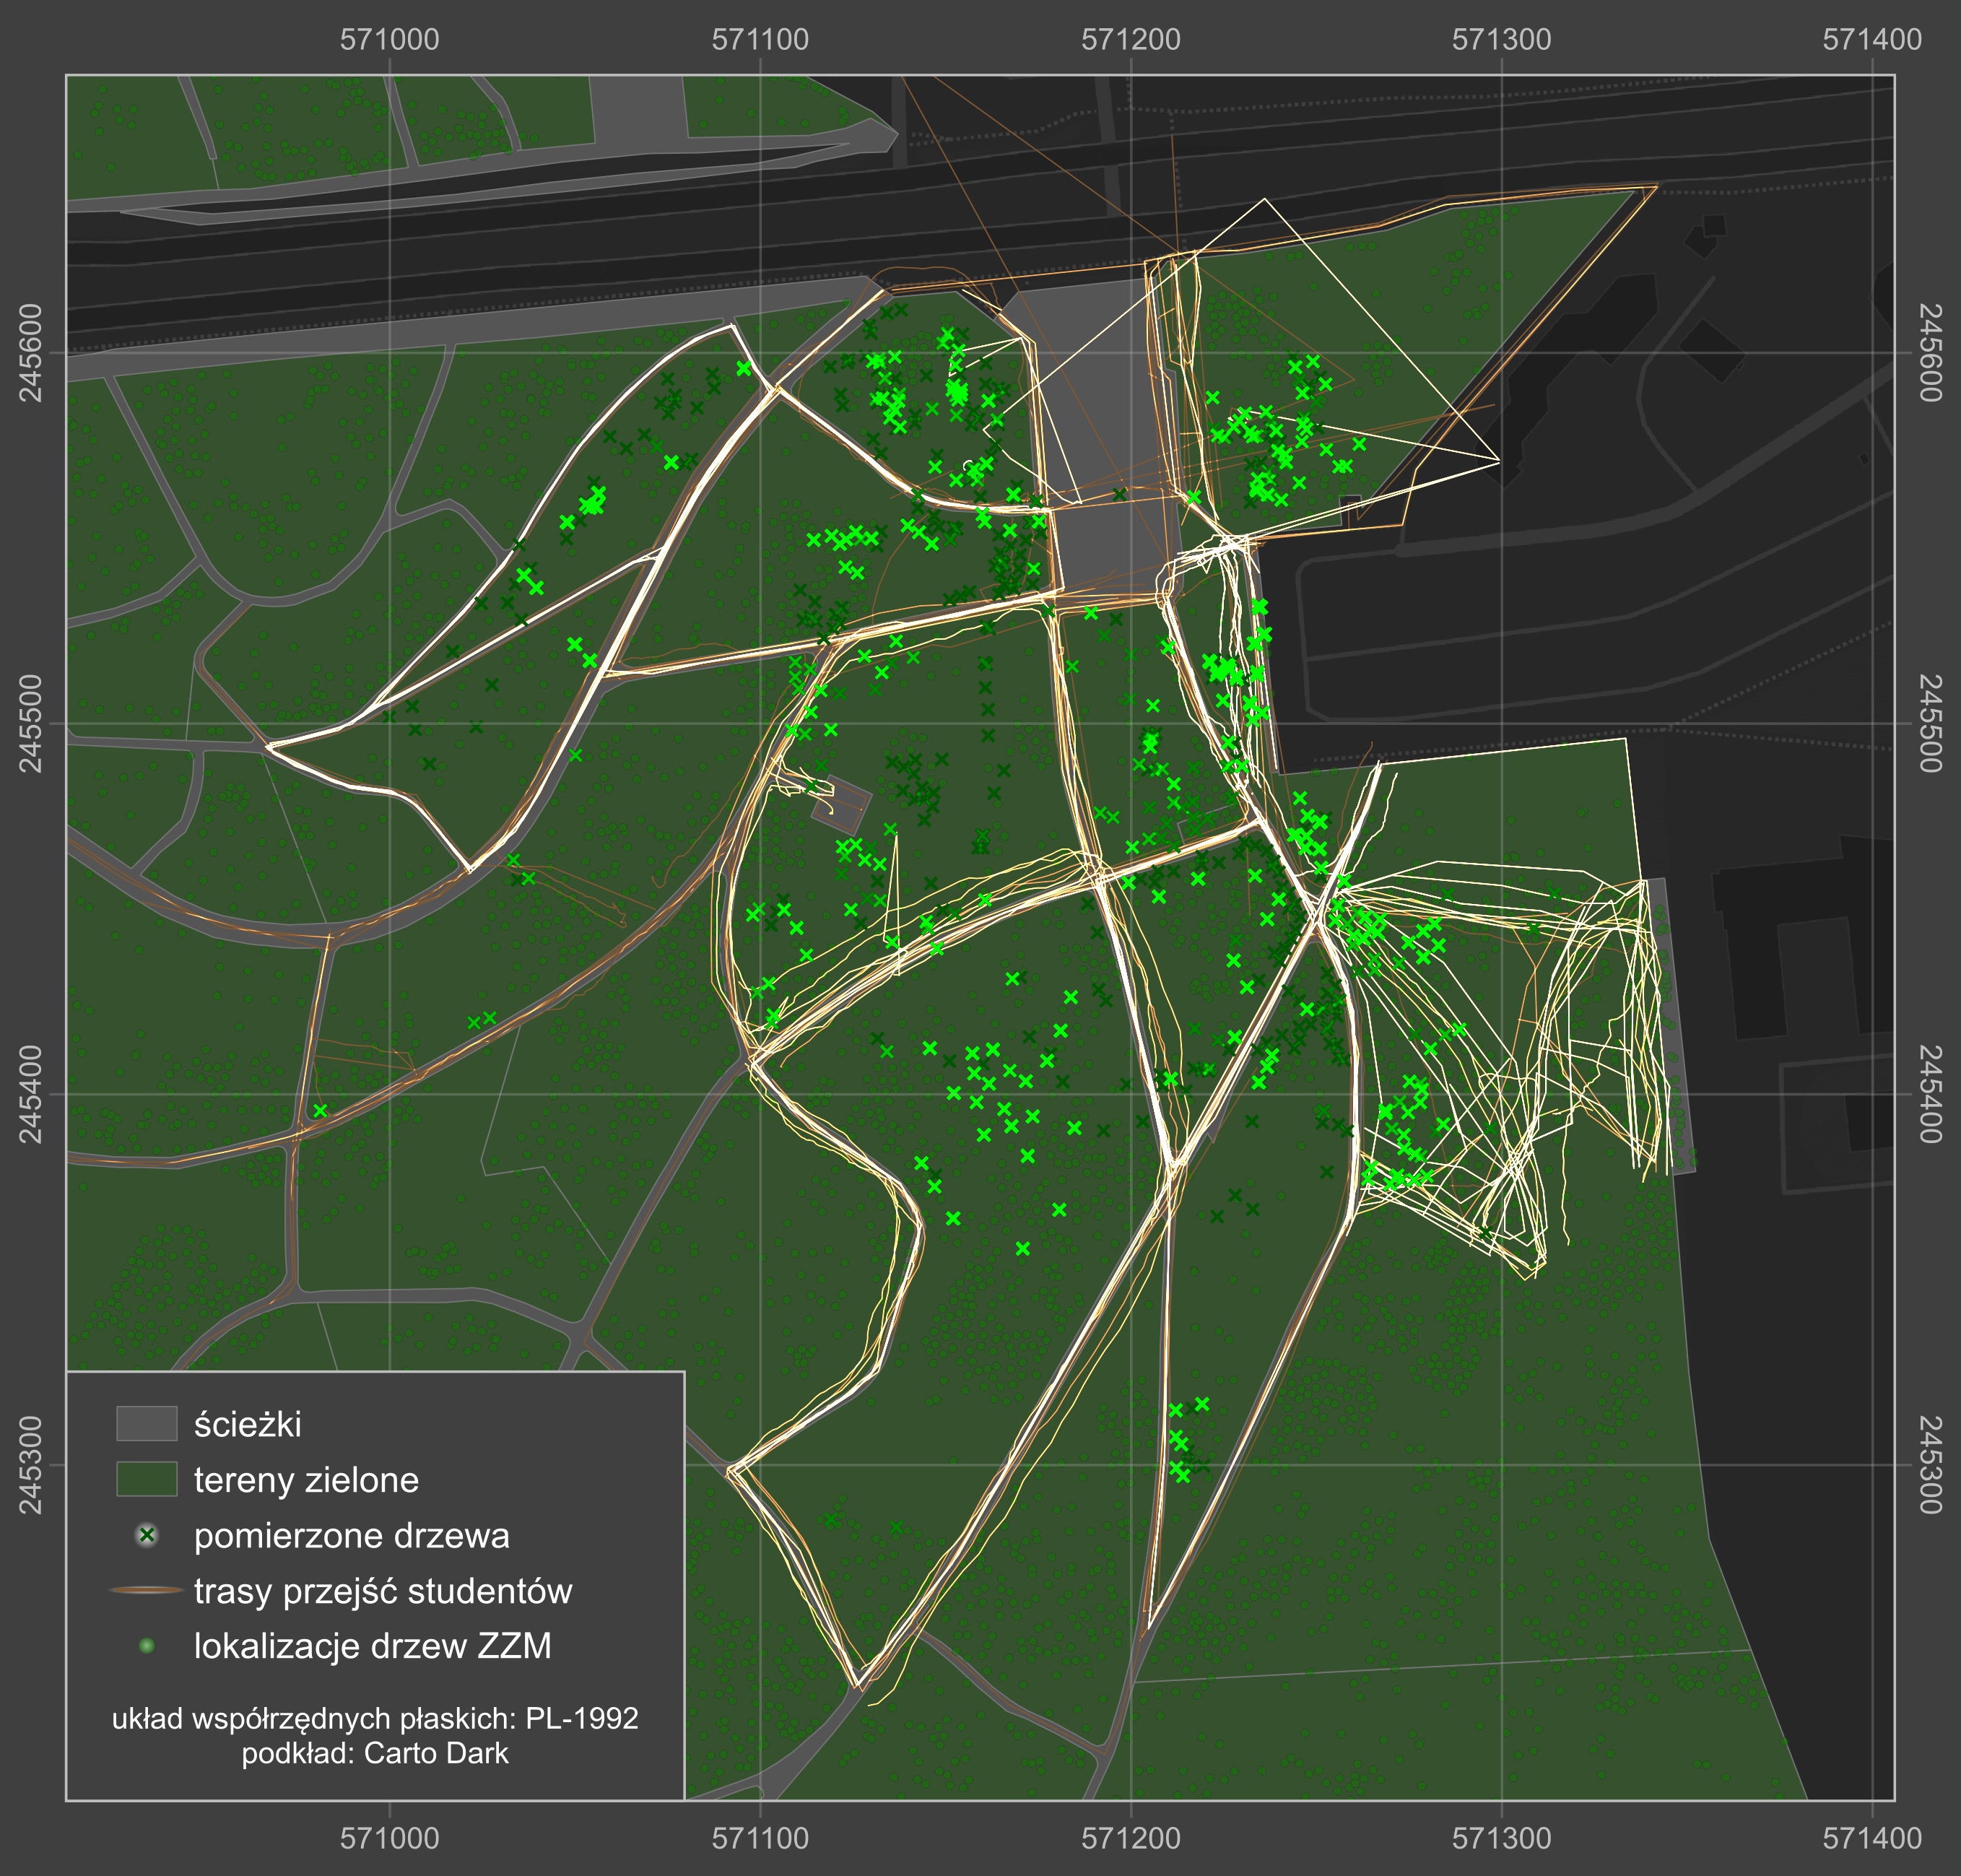 571000 571100 571200 571300 571400
245600 245600
245500 245500
245400 245400
245300 245300
ścieżki
tereny zielone
pomierzone drzewa
trasy przejść studentów
lokalizacje drzew ZZM
układ współrzędnych płaskich: PL-1992
podkład: Carto Dark
571000 571100 571200 571300 571400